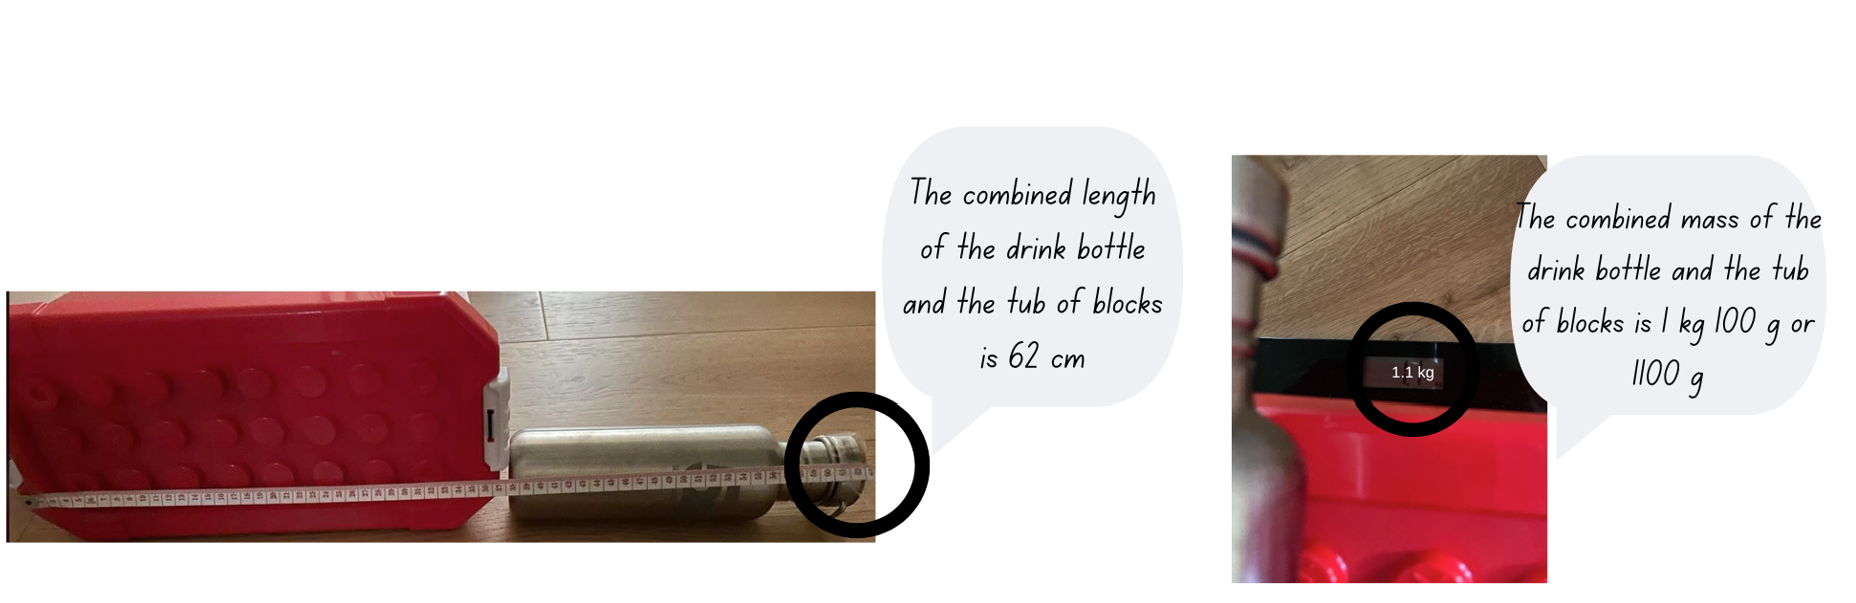 The combined length
of the drink bottle
and the tub of blocks
is 62 cm
The combined mass of the
drink bottle and the tub
of blocks is 1 kg 100 g or
1100 g
1.1 kg